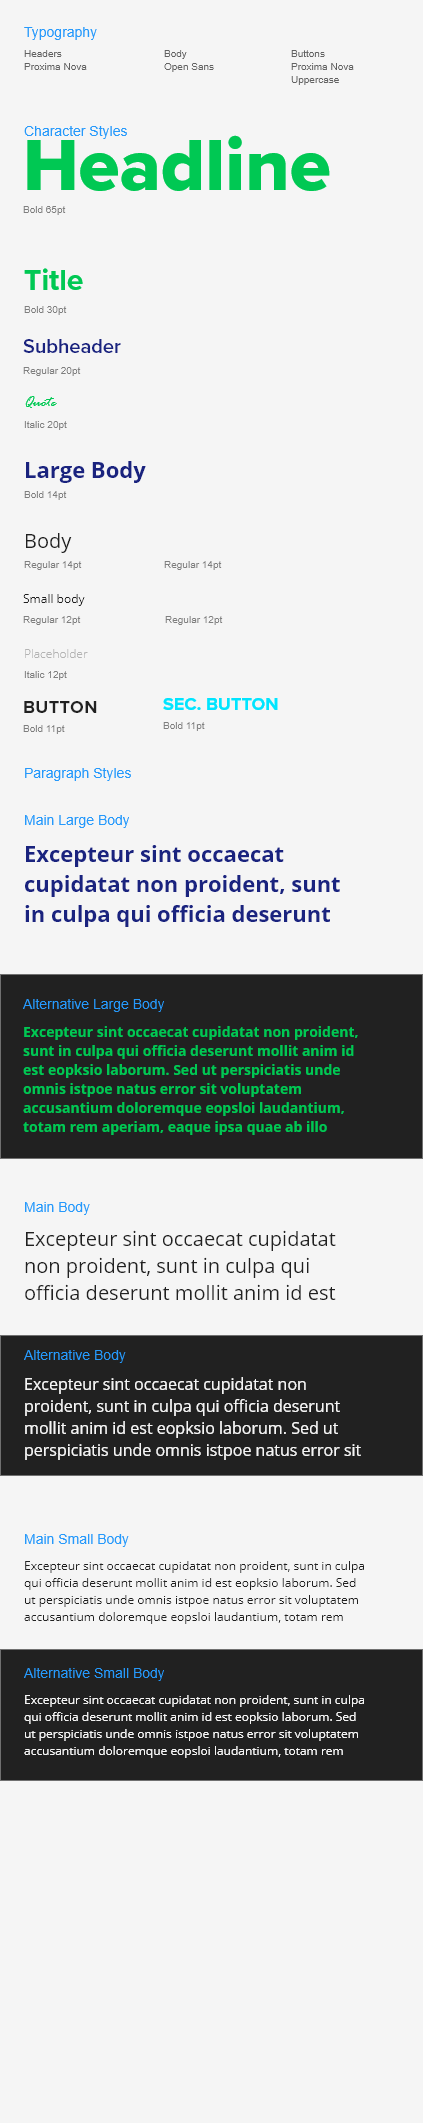 Typography
Headers
Proxima Nova
Body
Open Sans
Buttons
Proxima Nova
Uppercase
Character Styles
Headline
Bold 65pt
Title
Bold 30pt
Subheader
Regular 20pt
Quote
Italic 20pt
Large Body
Bold 14pt
Body
Regular 14pt
Regular 14pt
Small body
Regular 12pt
Regular 12pt
Placeholder
Italic 12pt
BUTTON
Bold 11pt
SEC. BUTTON
Bold 11pt
Paragraph Styles
Main Large Body
Excepteur sint occaecat
cupidatat non proident, sunt
in culpa qui officia deserunt
Alternative Large Body
Excepteur sint occaecat cupidatat non proident,
sunt in culpa qui officia deserunt mollit anim id
est eopksio laborum. Sed ut perspiciatis unde
omnis istpoe natus error sit voluptatem
accusantium doloremque eopsloi laudantium,
totam rem aperiam, eaque ipsa quae ab illo
Main Body
Excepteur sint occaecat cupidatat
non proident, sunt in culpa qui
officia deserunt mollit anim id est
Alternative Body
Excepteur sint occaecat cupidatat non
proident, sunt in culpa qui officia deserunt
mollit anim id est eopksio laborum. Sed ut
perspiciatis unde omnis istpoe natus error sit
Main Small Body
Excepteur sint occaecat cupidatat non proident, sunt in culpa
qui officia deserunt mollit anim id est eopksio laborum. Sed
ut perspiciatis unde omnis istpoe natus error sit voluptatem
accusantium doloremque eopsloi laudantium, totam rem
Alternative Small Body
Excepteur sint occaecat cupidatat non proident, sunt in culpa
qui officia deserunt mollit anim id est eopksio laborum. Sed
ut perspiciatis unde omnis istpoe natus error sit voluptatem
accusantium doloremque eopsloi laudantium, totam rem